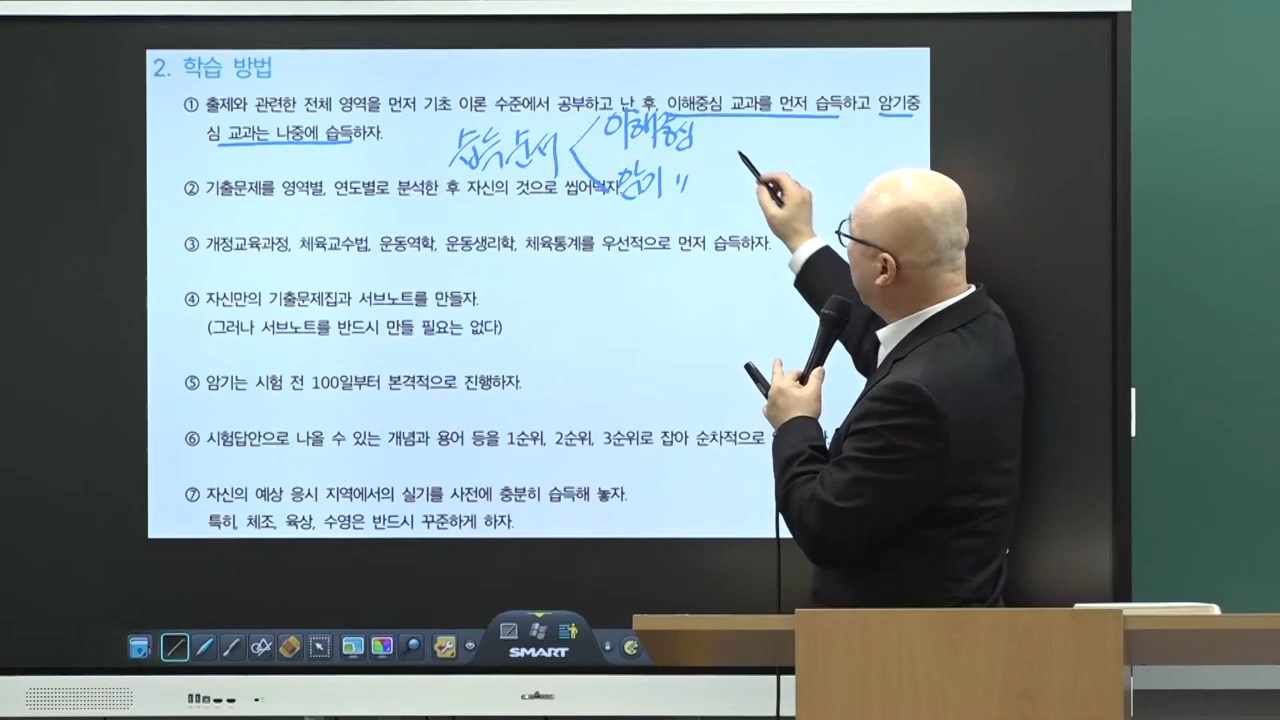 2. 학습 방법
① 출제와 관련한 전체 영역을 먼저 기초 이론 수준에서 공부하고 난 후, 이해중심 교과를 먼저 습득하고 암기중
심 교과는 나중에 습득하자.
습득순서 < 이해중심
암기 〃
② 기출문제를 영역별, 연도별로 분석한 후 자신의 것으로 씹어먹자
③ 개정교육과정, 체육교수법, 운동역학, 운동생리학, 체육통계를 우선적으로 먼저 습득하자.
④ 자신만의 기출문제집과 서브노트를 만들자.
(그러나 서브노트를 반드시 만들 필요는 없다)
⑤ 암기는 시험 전 100일부터 본격적으로 진행하자.
⑥ 시험답안으로 나올 수 있는 개념과 용어 등을 1순위, 2순위, 3순위로 잡아 순차적으로
⑦ 자신의 예상 응시 지역에서의 실기를 사전에 충분히 습득해 놓자.
특히, 체조, 육상, 수영은 반드시 꾸준하게 하자.
SMART